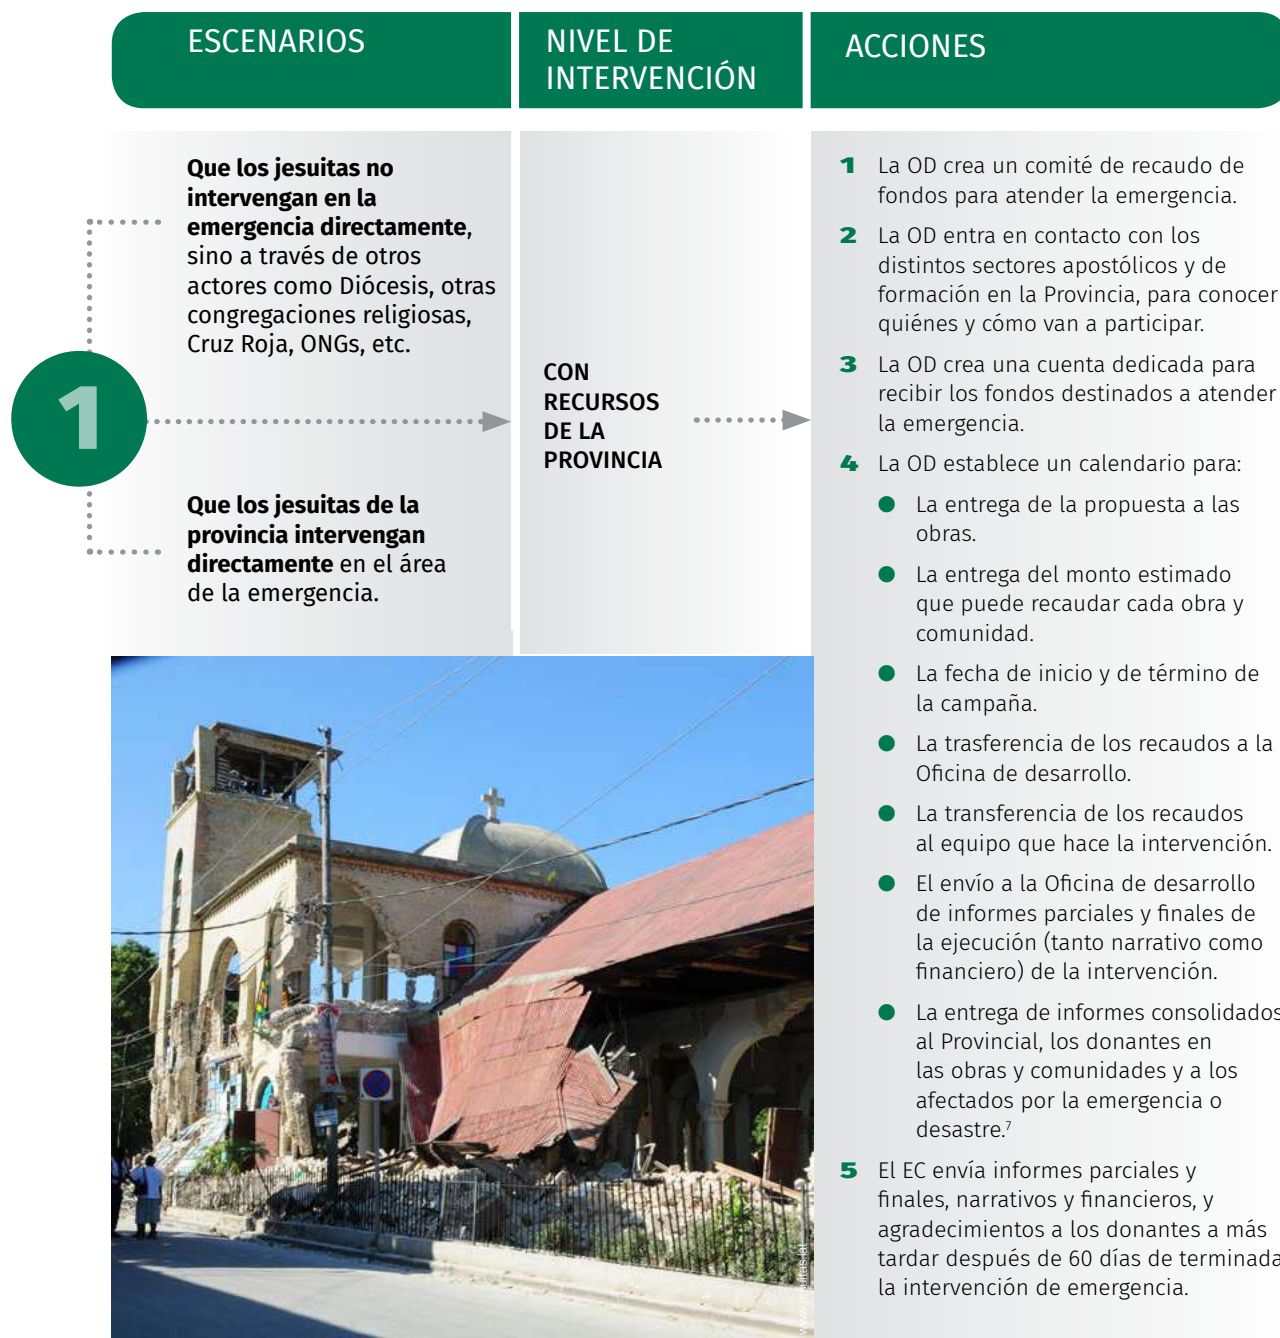 ESCENARIOS
NIVEL DE
INTERVENCIÓN
ACCIONES
1
Que los jesuitas no
intervengan en la
emergencia directamente,
sino a través de otros
actores como Diócesis, otras
congregaciones religiosas,
Cruz Roja, ONGs, etc.
Que los jesuitas de la
provincia intervengan
directamente en el área
de la emergencia.
CON
RECURSOS
DE LA
PROVINCIA
1 La OD crea un comité de recaudo de
fondos para atender la emergencia.
2 La OD entra en contacto con los
distintos sectores apostólicos y de
formación en la Provincia, para conocer
quiénes y cómo van a participar.
3 La OD crea una cuenta dedicada para
recibir los fondos destinados a atender
la emergencia.
4 La OD establece un calendario para:
● La entrega de la propuesta a las
obras.
● La entrega del monto estimado
que puede recaudar cada obra y
comunidad.
● La fecha de inicio y de término de
la campaña.
● La trasferencia de los recaudos a la
Oficina de desarrollo.
● La transferencia de los recaudos
al equipo que hace la intervención.
● El envío a la Oficina de desarrollo
de informes parciales y finales de
la ejecución (tanto narrativo como
financiero) de la intervención.
● La entrega de informes consolidados
al Provincial, los donantes en
las obras y comunidades y a los
afectados por la emergencia o
desastre.7
5 El EC envía informes parciales y
finales, narrativos y financieros, y
agradecimientos a los donantes a más
tardar después de 60 días de terminada
la intervención de emergencia.